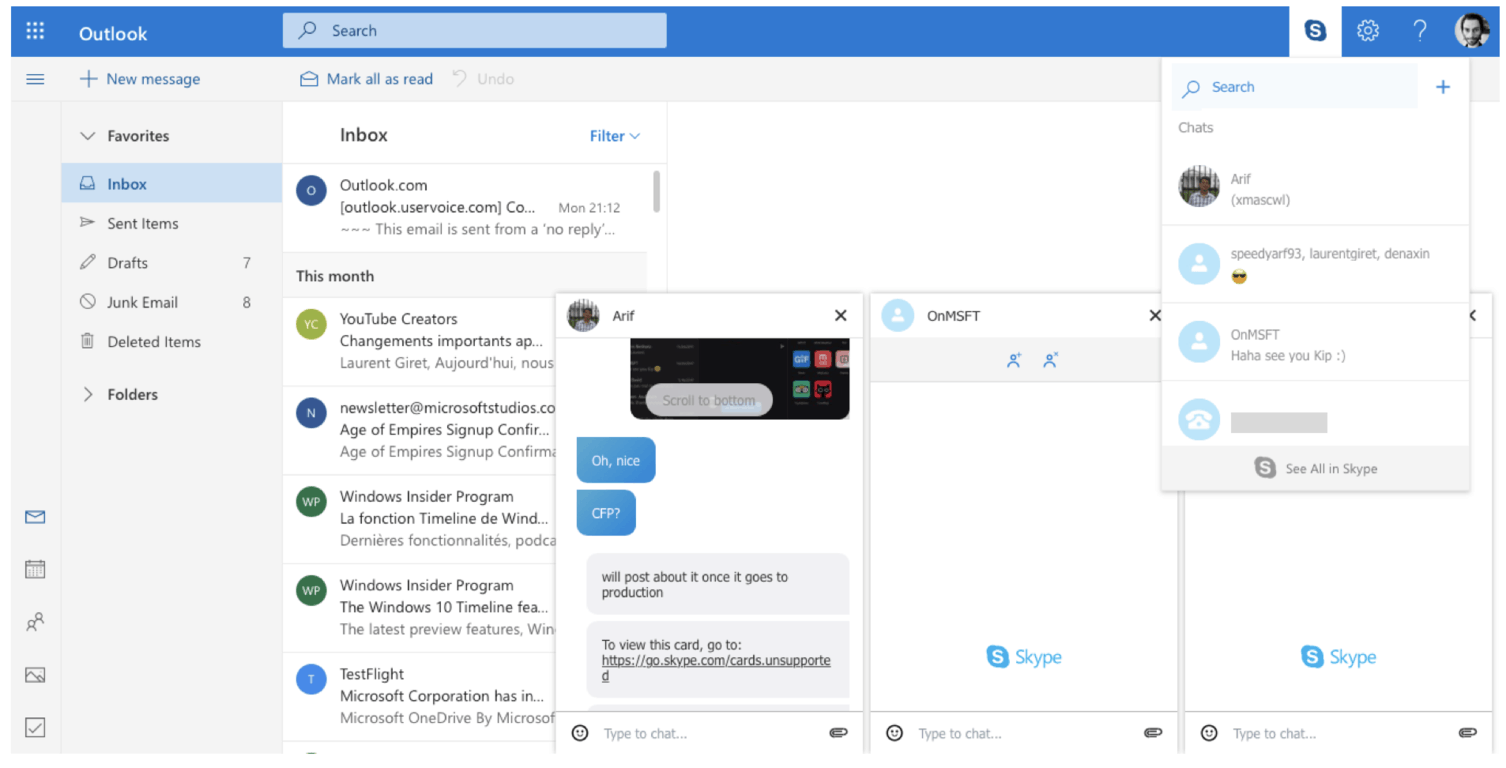 Outlook
Search
New message
Mark all as read
Undo
Favorites
Inbox
Sent Items
Drafts 7
Junk Email 8
Deleted Items
Folders
Inbox
Filter
O
Outlook.com
[outlook.uservoice.com] Co... Mon 21:12
~~~ This email is sent from a 'no reply'...
This month
YC
YouTube Creators
Changements importants ap...
Laurent Giret, Aujourd'hui, nous
N
newsletter@microsoftstudios.co
Age of Empires Signup Confir...
Age of Empires Signup Confirma
WP
Windows Insider Program
La fonction Timeline de Wind...
Dernières fonctionnalités, podca
WP
Windows Insider Program
The Windows 10 Timeline fea...
The latest preview features, Win
T
TestFlight
Microsoft Corporation has in...
Microsoft OneDrive By Microsof
Arif
GIF
Scroll to bottom
Oh, nice
CFP?
will post about it once it goes to
production
To view this card, go to:
https://go.skype.com/cards.unsupporte
d
Type to chat...
OnMSFT
Skype
Type to chat...
Skype
Type to chat...
Search
Chats
Arif
(xmascwl)
speedyarf93, laurentgiret, denaxin
OnMSFT
Haha see you Kip :)
See All in Skype